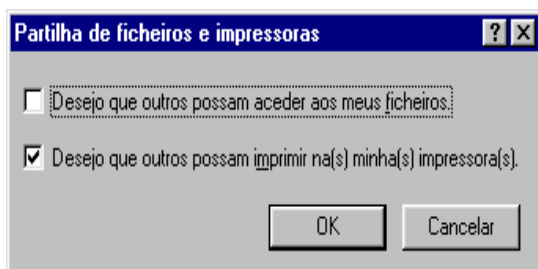 Partilha de ficheiros e impressoras
Desejo que outros possam aceder aos meus ficheiros.
Desejo que outros possam imprimir na(s) minha(s) impressora(s).
OK Cancelar